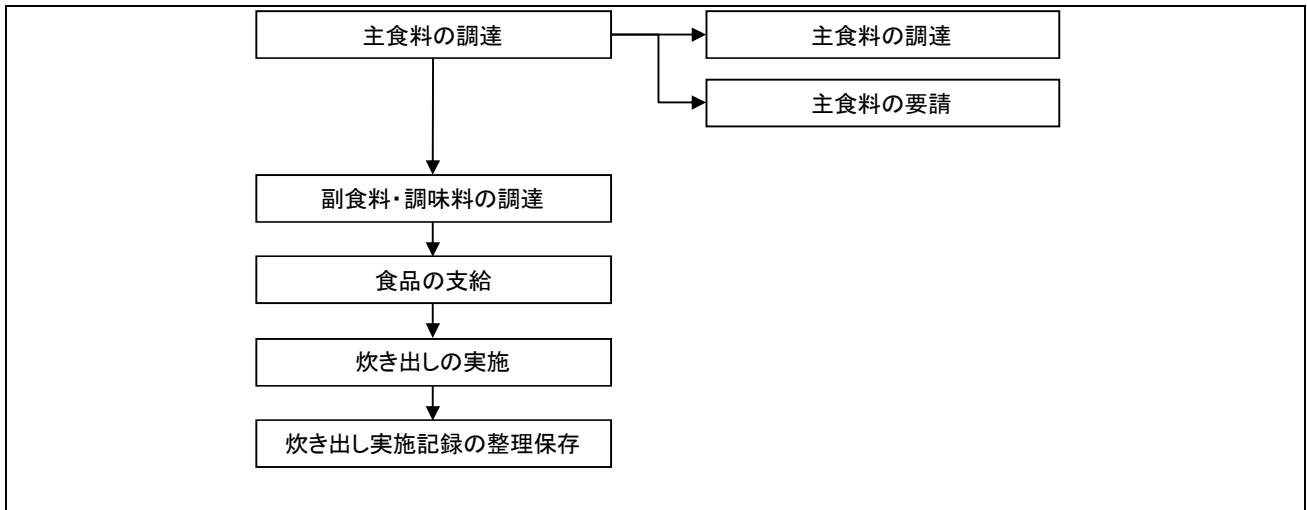 主食料の調達
主食料の調達
主食料の要請
副食料・調味料の調達
食品の支給
炊き出しの実施
炊き出し実施記録の整理保存